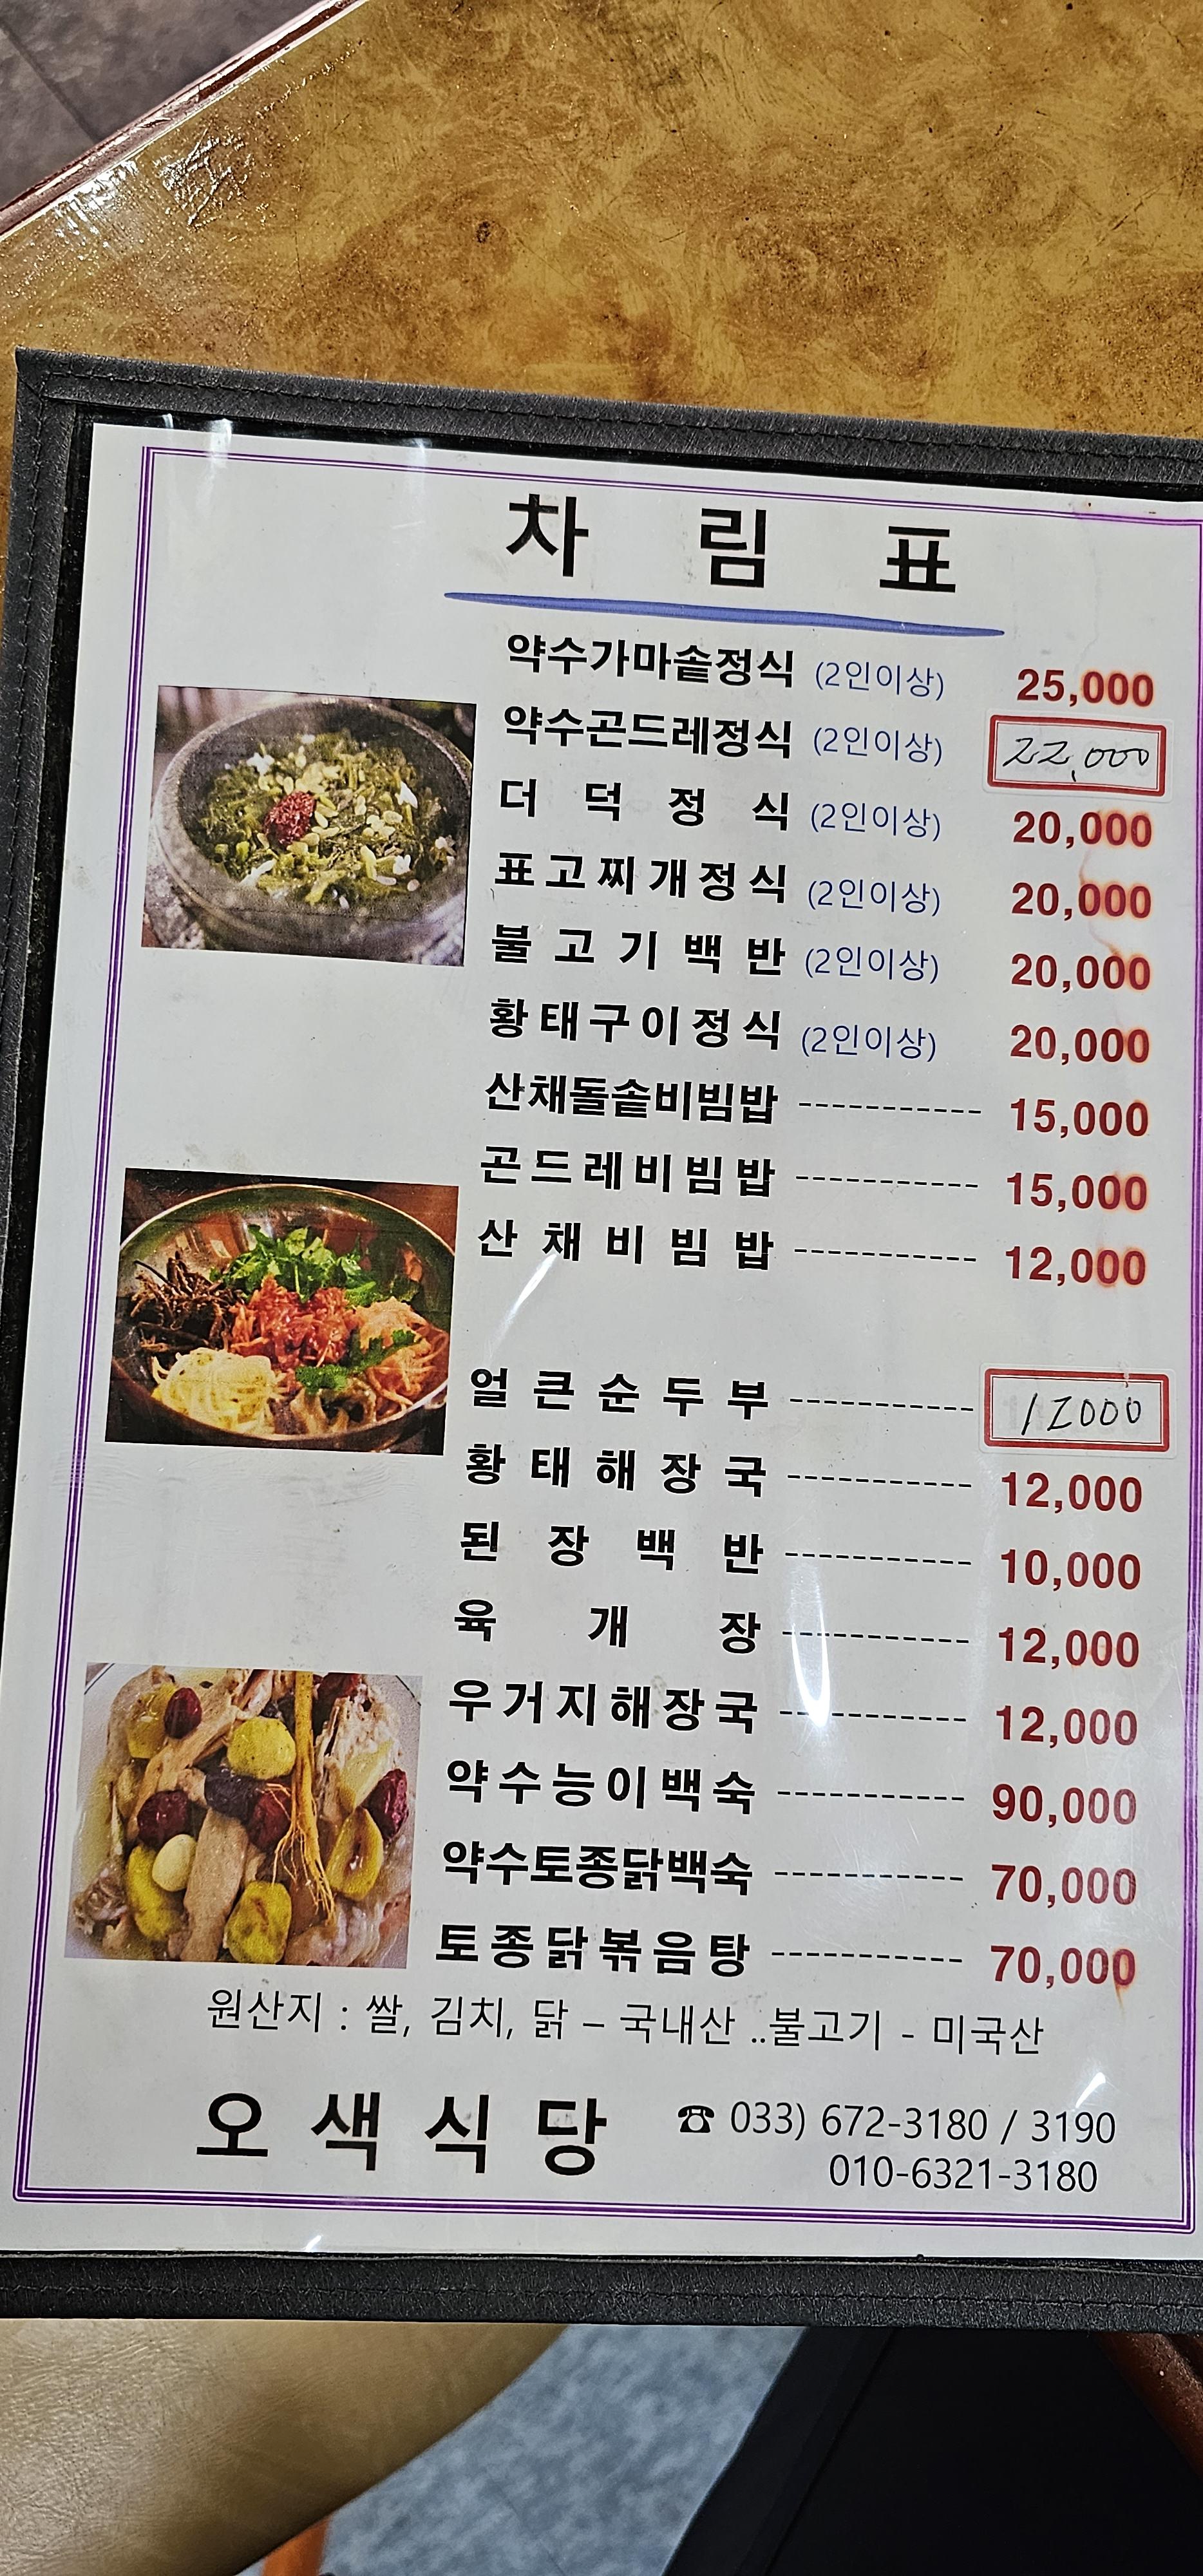 차림표
약수가마솥정식 (2인이상) 25,000
약수곤드레정식 (2인이상) 22,000
더덕정식 (2인이상) 20,000
표고찌개정식 (2인이상) 20,000
불고기백반 (2인이상) 20,000
황태구이정식 (2인이상) 20,000
산채돌솥비빔밥 ----------- 15,000
곤드레비빔밥 ----------- 15,000
산채비빔밥 ----------- 12,000
얼큰순두부 ----------- 12000
황태해장국 ----------- 12,000
된장백반 ----------- 10,000
육개장 ----------- 12,000
우거지해장국 ----------- 12,000
약수능이백숙 ----------- 90,000
약수토종닭백숙 ----------- 70,000
토종닭볶음탕 ----------- 70,000
원산지 : 쌀, 김치, 닭 – 국내산 ..불고기 - 미국산
오색식당 ☎ 033) 672-3180 / 3190
010-6321-3180